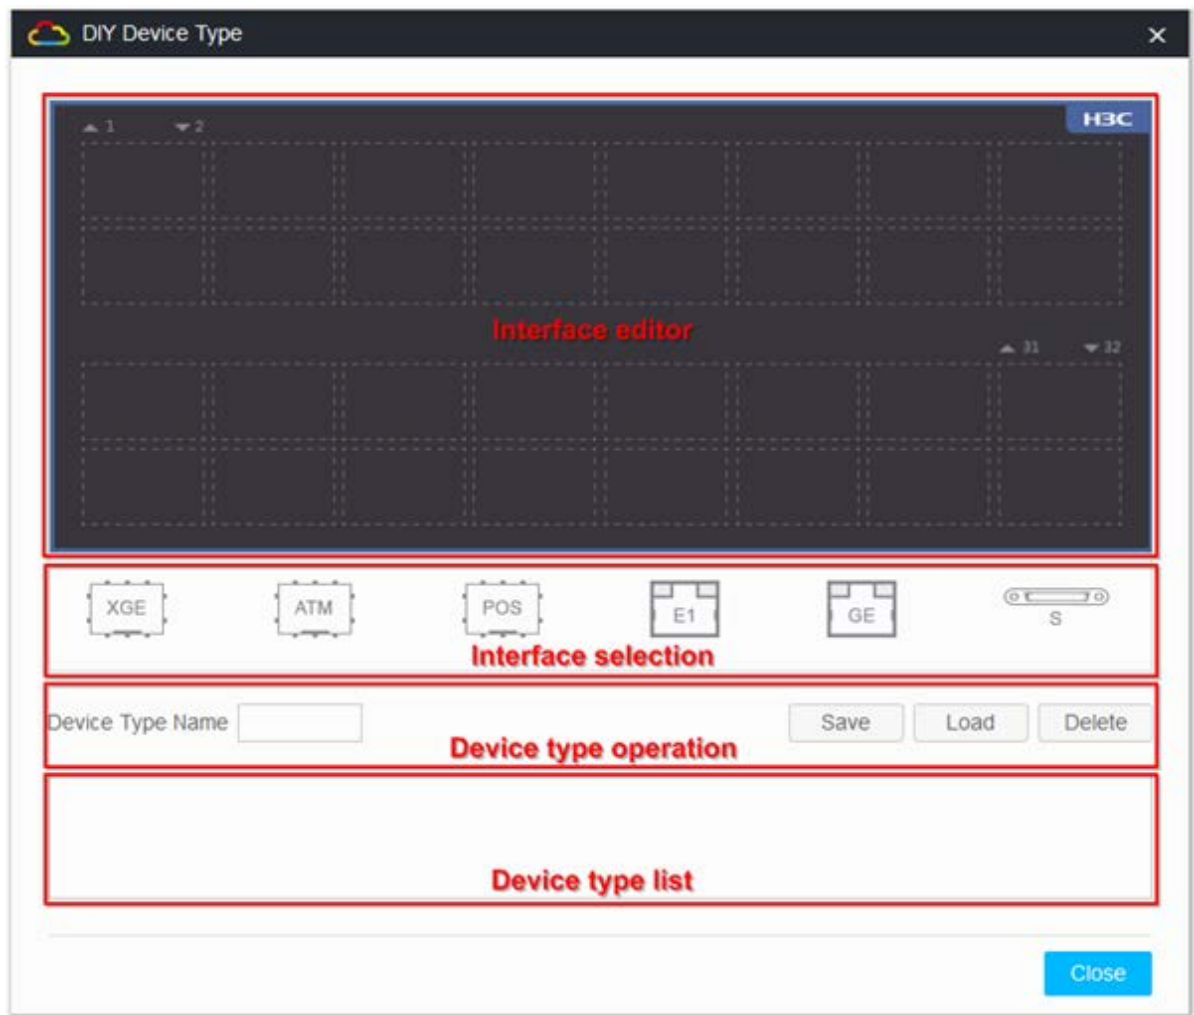 DIY Device Type
H3C
1 2
Interface editor
31 32
XGE ATM POS E1 GE S
Interface selection
Device Type Name Save Load Delete
Device type operation
Device type list
Close